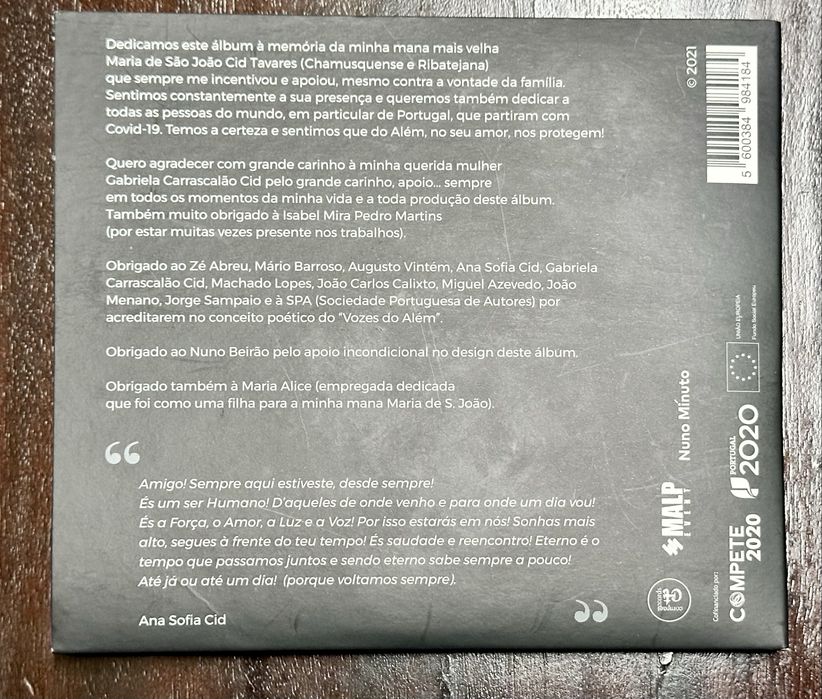 Dedicamos este álbum à memória da minha mana mais velha
Maria de São João Cid Tavares (Chamusquense e Ribatejana)
que sempre me incentivou e apoiou, mesmo contra a vontade da família.
Sentimos constantemente a sua presença e queremos também dedicar a
todas as pessoas do mundo, em particular de Portugal, que partiram com
Covid-19. Temos a certeza e sentimos que do Além, no seu amor, nos protegem!
Quero agradecer com grande carinho à minha querida mulher
Gabriela Carrascalão Cid pelo grande carinho, apoio... sempre
em todos os momentos da minha vida e a toda produção deste álbum.
Também muito obrigado à Isabel Mira Pedro Martins
(por estar muitas vezes presente nos trabalhos).
Obrigado ao Zé Abreu, Mário Barroso, Augusto Vintém, Ana Sofia Cid, Gabriela
Carrascalão Cid, Machado Lopes, João Carlos Calixto, Miguel Azevedo, João
Menano, Jorge Sampaio e à SPA (Sociedade Portuguesa de Autores) por
acreditarem no conceito poético do “Vozes do Além”.
Obrigado ao Nuno Beirão pelo apoio incondicional no design deste álbum.
Obrigado também à Maria Alice (empregada dedicada
que foi como uma filha para a minha mana Maria de S. João).
“
Amigo! Sempre aqui estiveste, desde sempre!
És um ser Humano! D'aqueles de onde venho e para onde um dia vou!
És a Força, o Amor, a Luz e a Voz! Por isso estarás em nós! Sonhas mais
alto, segues à frente do teu tempo! És saudade e reencontro! Eterno é o
tempo que passamos juntos e sendo eterno sabe sempre a pouco!
Até já ou até um dia! (porque voltamos sempre).
”
Ana Sofia Cid
© 2021
5 600384 984184
Nuno Mínuto
MALP
EVENT
Cofinanciado por:
COMPETE
2020
PORTUGAL
2020
UNIÃO EUROPEIA
Fundo Social Europeu